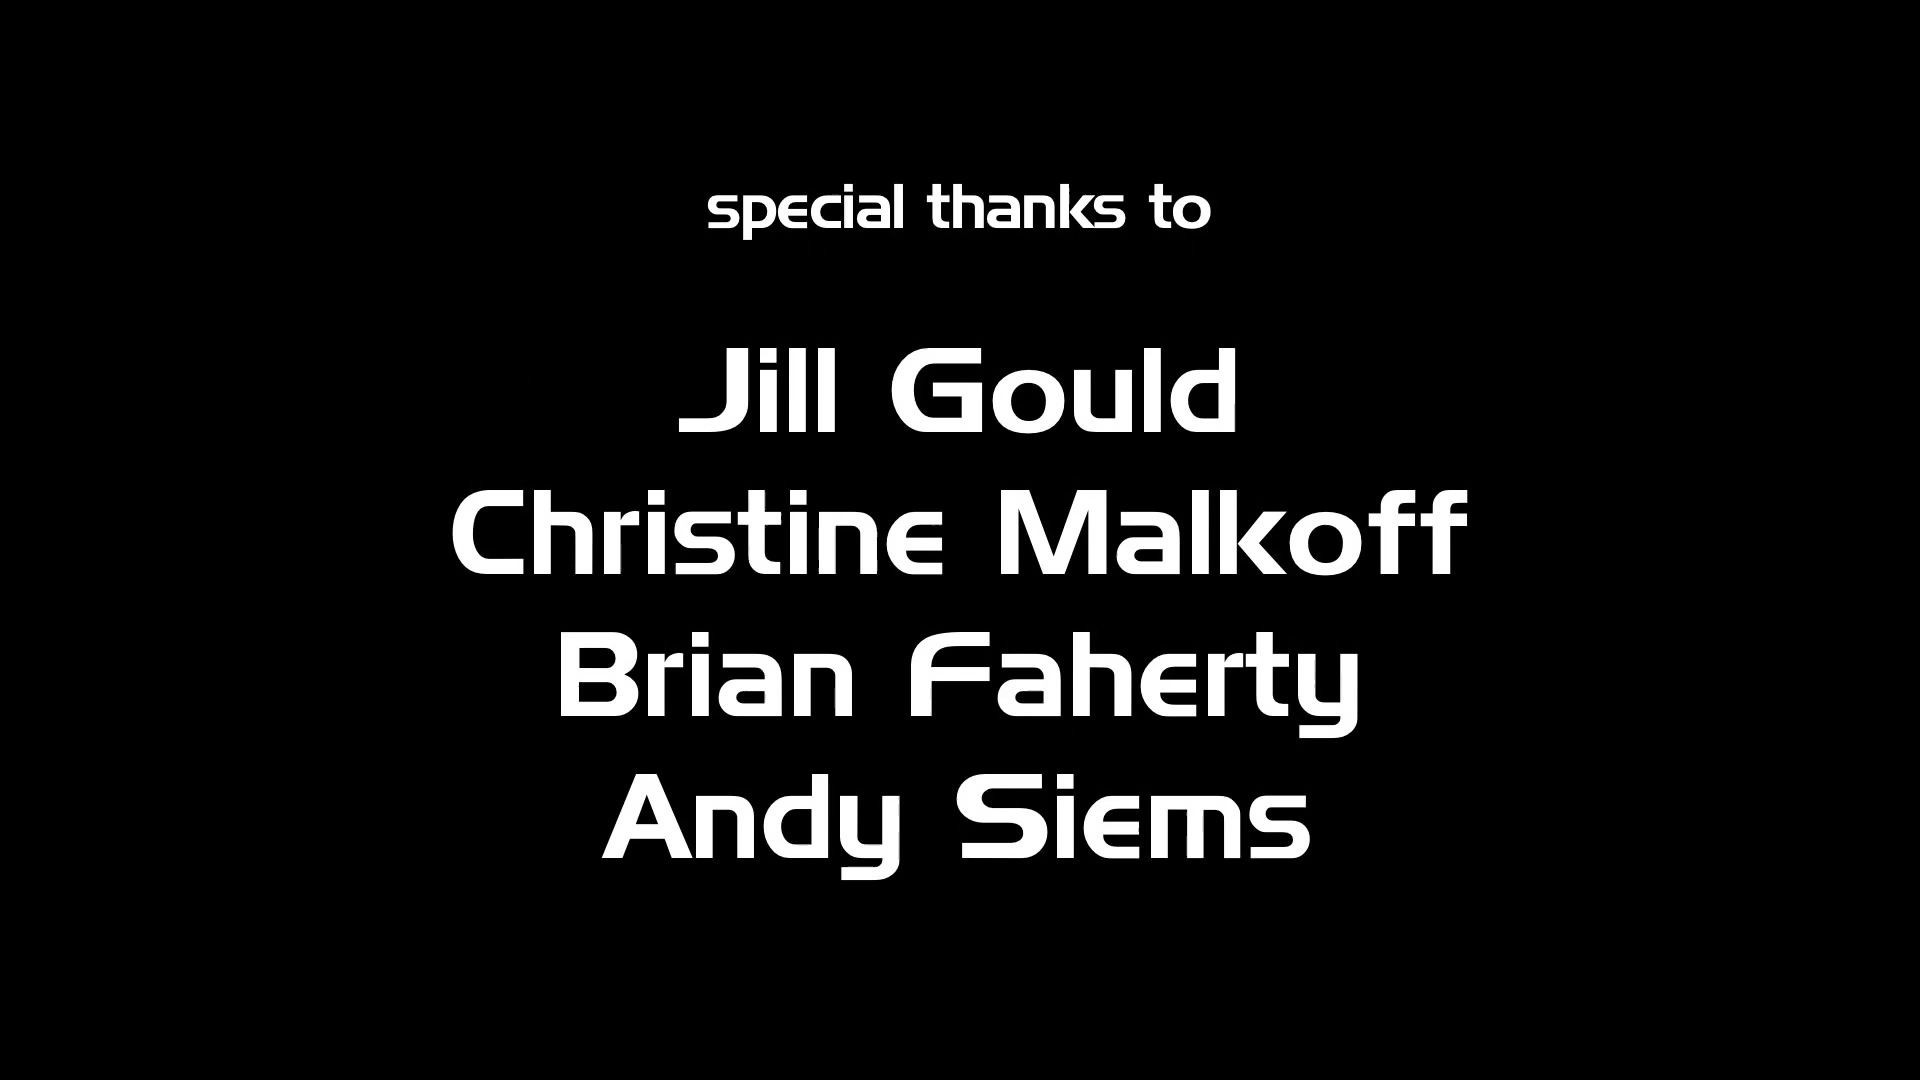 special thanks to
Jill Gould
Christine Malkoff
Brian Faherty
Andy Siems